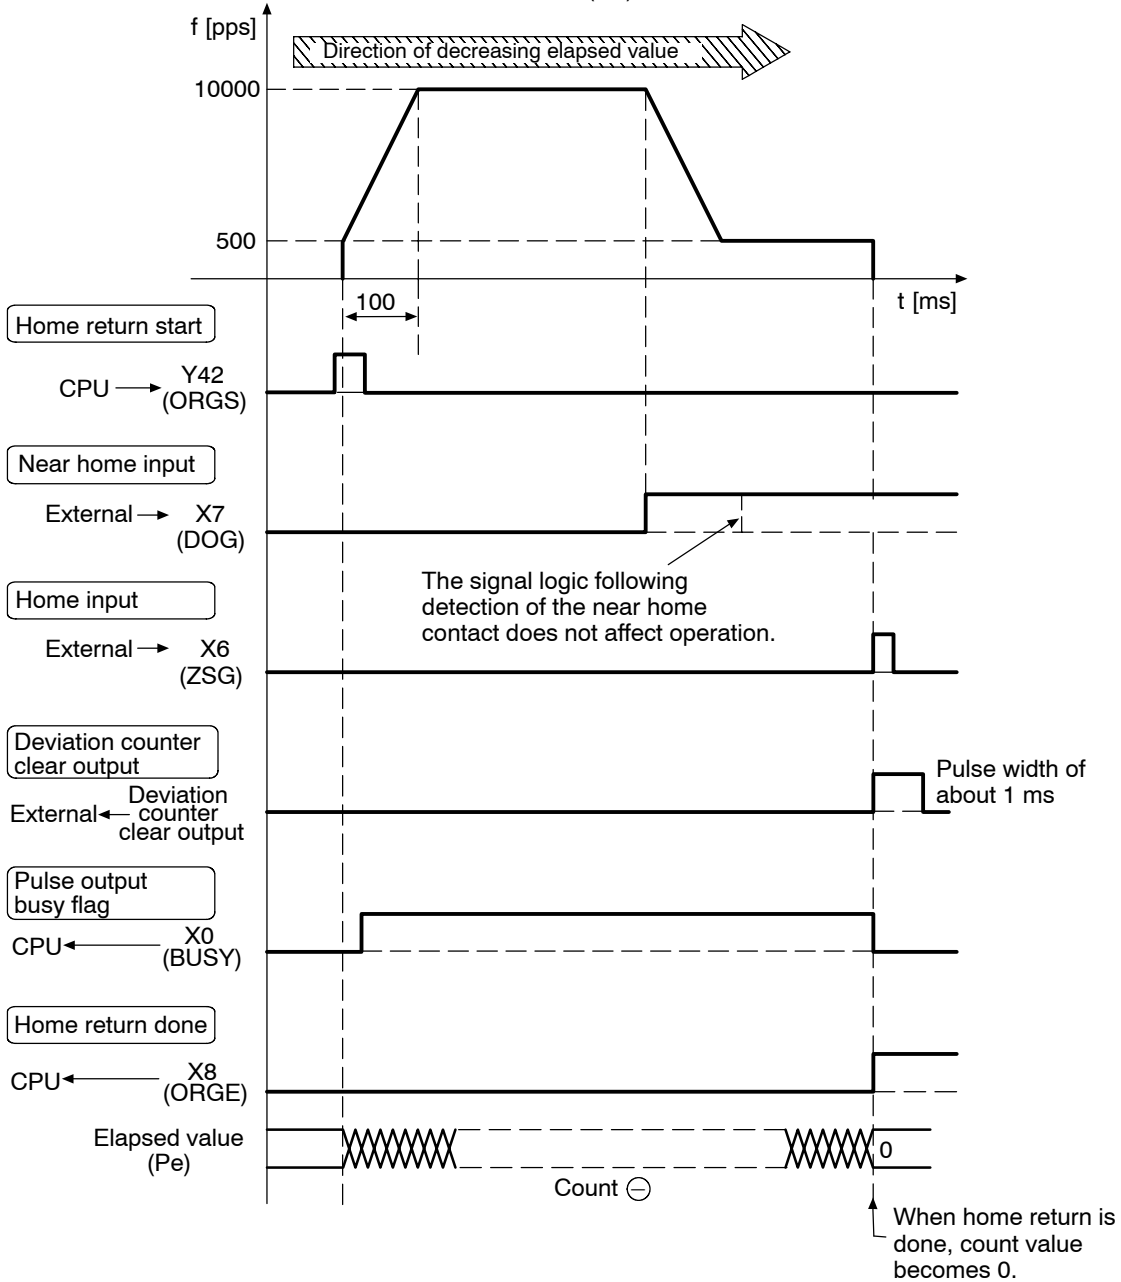 f [pps]
Direction of decreasing elapsed value
10000
500
100
t [ms]
Home return start
CPU
Y42
(ORGS)
Near home input
External
X7
(DOG)
The signal logic following
detection of the near home
contact does not affect operation.
Home input
External
X6
(ZSG)
Deviation counter
clear output
External
Deviation
counter
clear output
Pulse width of
about 1 ms
Pulse output
busy flag
CPU
X0
(BUSY)
Home return done
CPU
X8
(ORGE)
Elapsed value
(Pe)
0
Count ⊖
When home return is
done, count value
becomes 0.